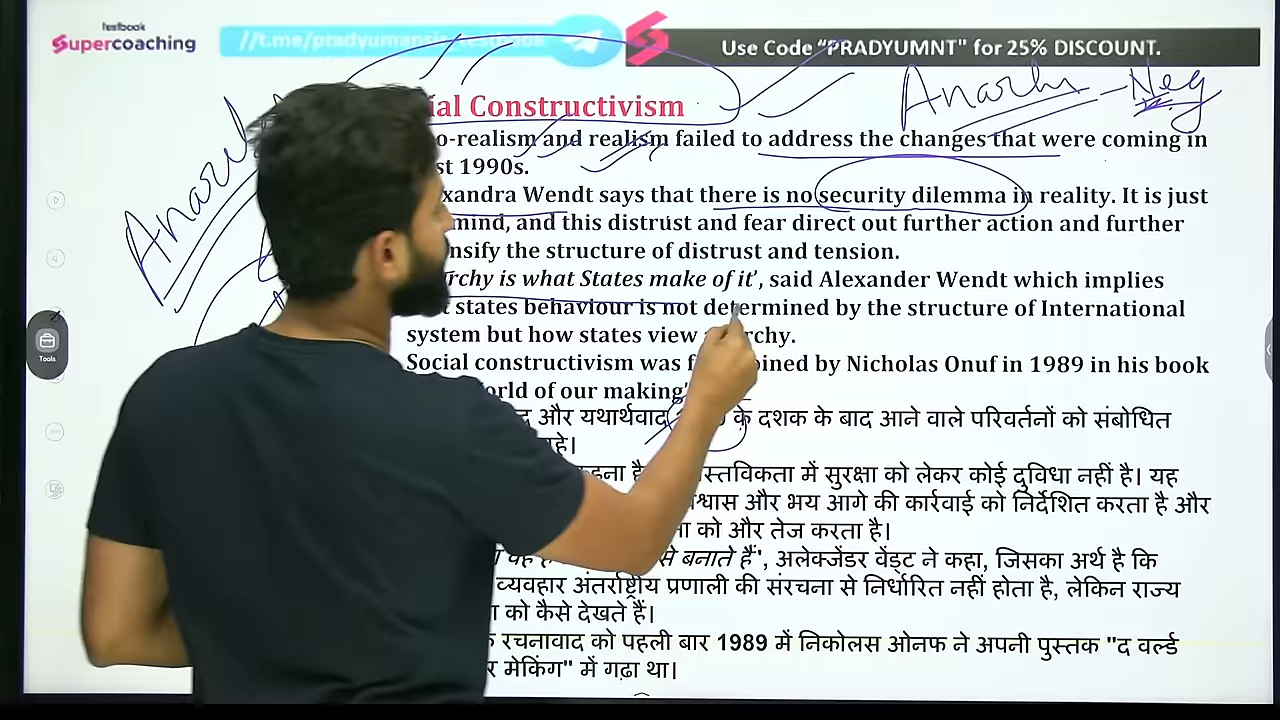 testbook
Supercoaching
//t.me/pradyumansir_testbook
Use Code “PRADYUMNT" for 25% DISCOUNT.
Anarchy - Neg
ial Constructivism
o-realism and realism failed to address the changes that were coming in
st 1990s.
xandra Wendt says that there is no security dilemma in reality. It is just
mind, and this distrust and fear direct out further action and further
nsify the structure of distrust and tension.
rchy is what States make of it’, said Alexander Wendt which implies
t states behaviour is not determined by the structure of International
system but how states view rchy.
Social constructivism was f oined by Nicholas Onuf in 1989 in his book
orld of our making’
और यथार्थवाद के दशक के बाद आने वाले परिवर्तनों को संबोधित
रहे।
है स्तविकता में सुरक्षा को लेकर कोई दुविधा नहीं है। यह
श्वास और भय आगे की कार्रवाई को निर्देशित करता है और
को और तेज करता है।
से बनाते हैं', अलेक्जेंडर वेंड्ट ने कहा, जिसका अर्थ है कि
व्यवहार अंतर्राष्ट्रीय प्रणाली की संरचना से निर्धारित नहीं होता है, लेकिन राज्य
को कैसे देखते हैं।
रचनावाद को पहली बार 1989 में निकोलस ओनफ ने अपनी पुस्तक "द वर्ल्ड
र मेकिंग" में गढ़ा था।
Tools